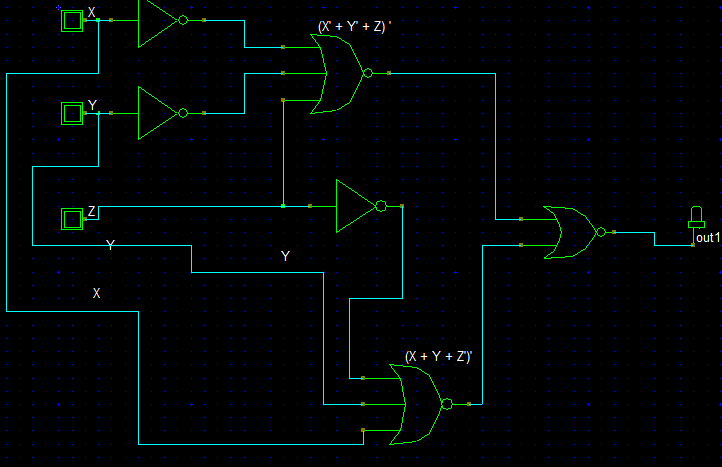 X
(X' + Y' + Z) '
Y
Z
out1
Y
Y
X
(X + Y + Z')'